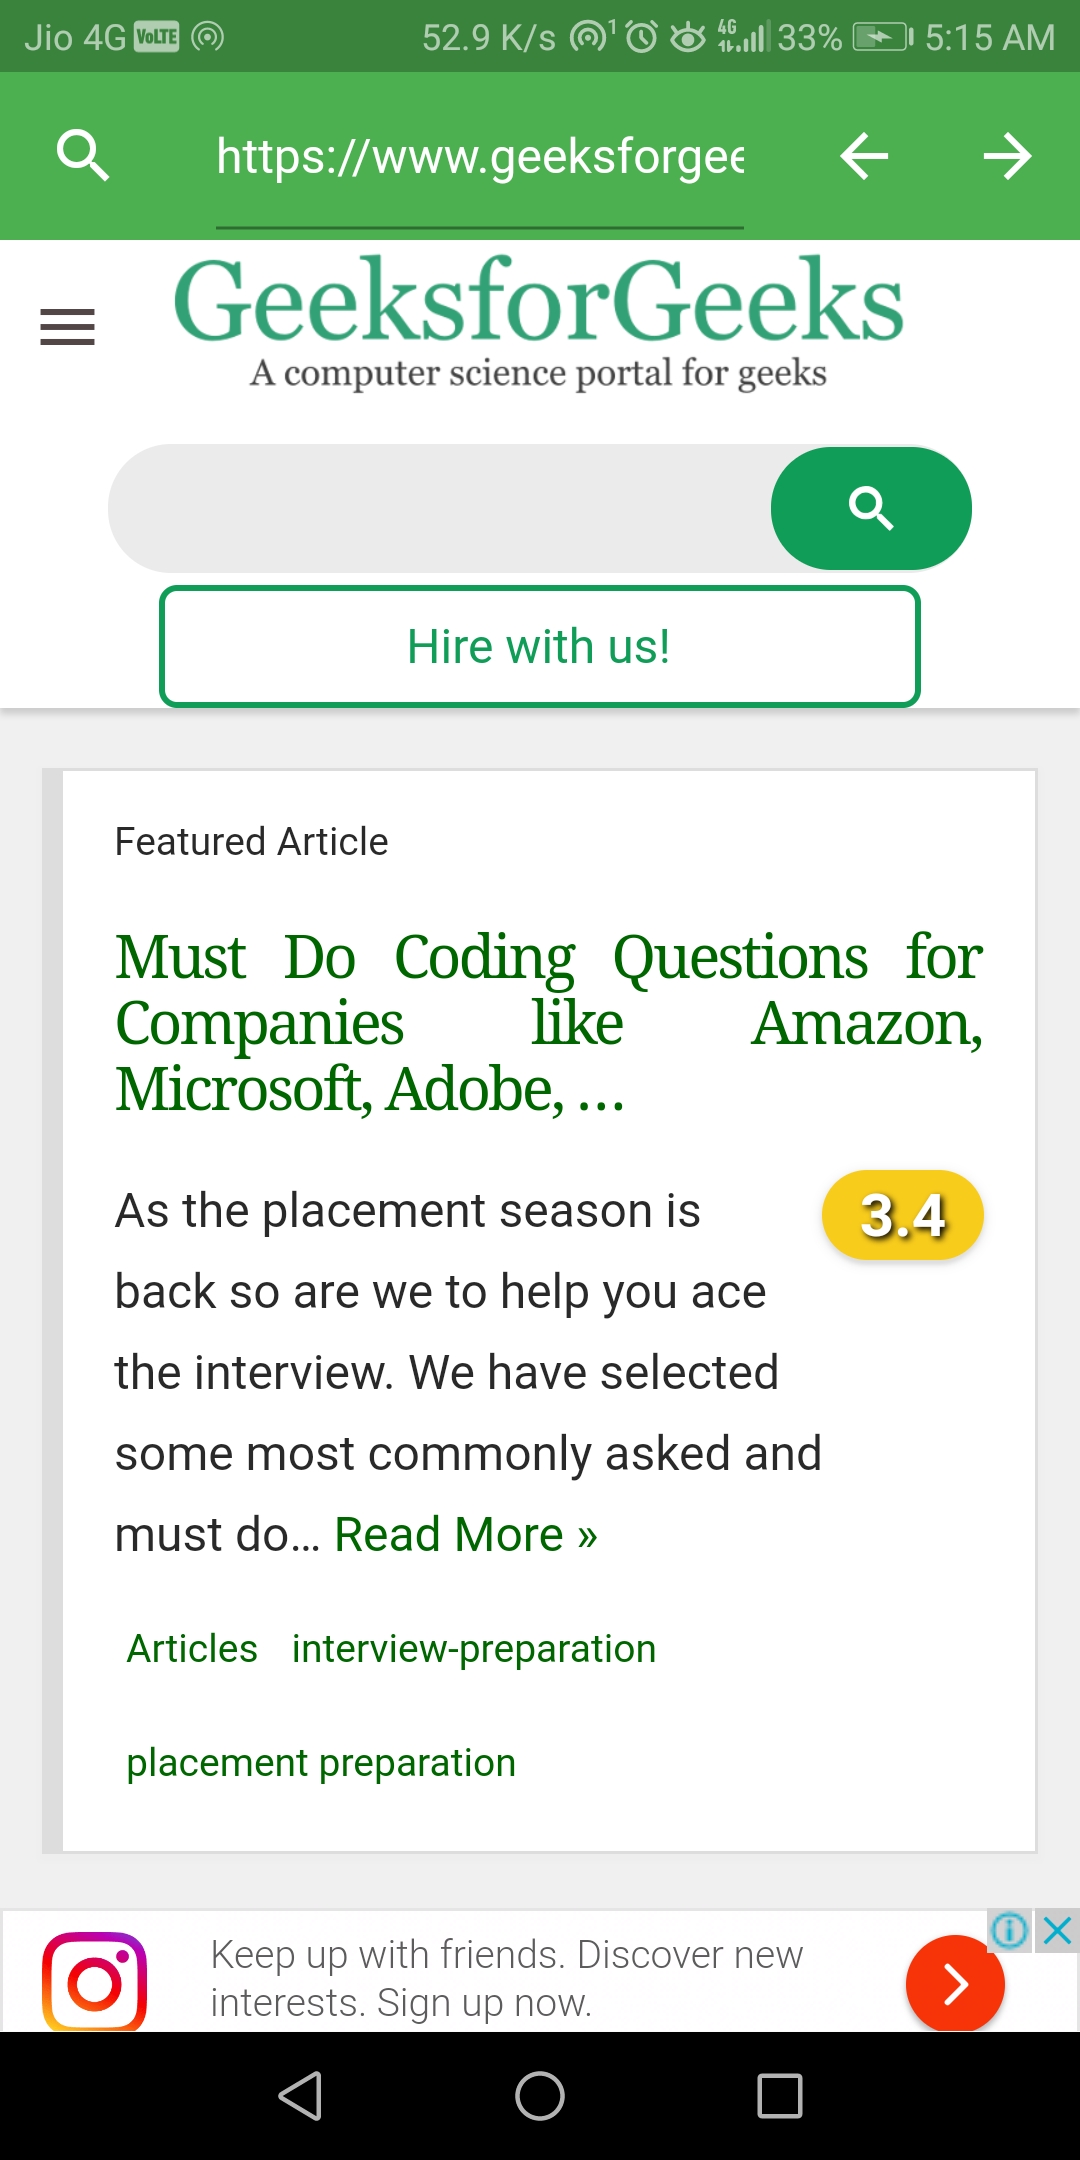 Jio 4G VoLTE 52.9 K/s 1 4G 33% 5:15 AM
https://www.geeksforgee
GeeksforGeeks
A computer science portal for geeks
Hire with us!
Featured Article
Must Do Coding Questions for
Companies like Amazon,
Microsoft, Adobe, ...
As the placement season is 3.4
back so are we to help you ace
the interview. We have selected
some most commonly asked and
must do... Read More »
Articles interview-preparation
placement preparation
Keep up with friends. Discover new
interests. Sign up now.